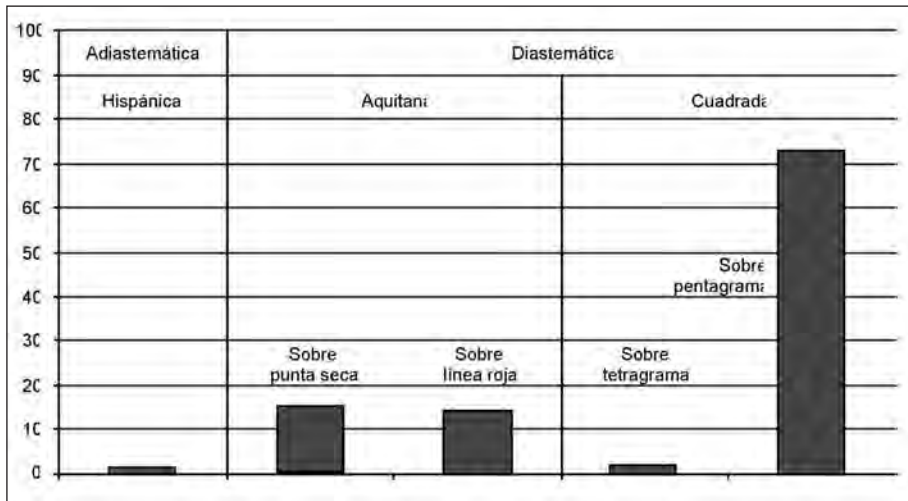 100
Adiastemática
Diastemática
90
Hispánica
Aquitana
Cuadrada
80
70
60
50
Sobre
pentagrama
40
30
Sobre
punta seca
Sobre
línea roja
Sobre
tetragrama
20
10
0